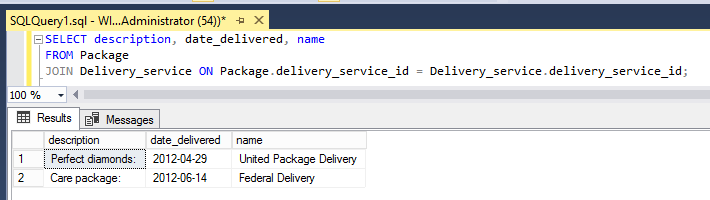 SQLQuery1.sql - WI...Administrator (54))*
SELECT description, date_delivered, name
FROM Package
JOIN Delivery_service ON Package.delivery_service_id = Delivery_service.delivery_service_id;
100 %
Results Messages
description date_delivered name
1 Perfect diamonds: 2012-04-29 United Package Delivery
2 Care package: 2012-06-14 Federal Delivery